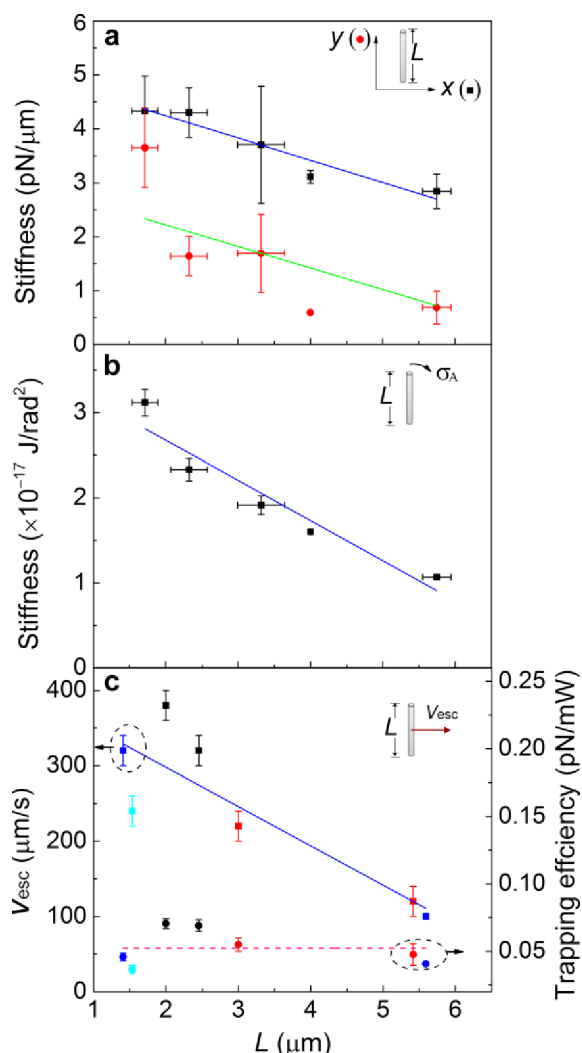 a
y (●)
L
x (■)
Stiffness (pN/µm)
6
5
4
3
2
1
0
b
L
σA
Stiffness (×10⁻¹⁷ J/rad²)
3
2
1
0
c
L
Vesc
Vesc (µm/s)
400
300
200
100
0
0.25
0.20
0.15
0.10
0.05
0.00
Trapping effciency (pN/mW)
1 2 3 4 5 6
L (µm)